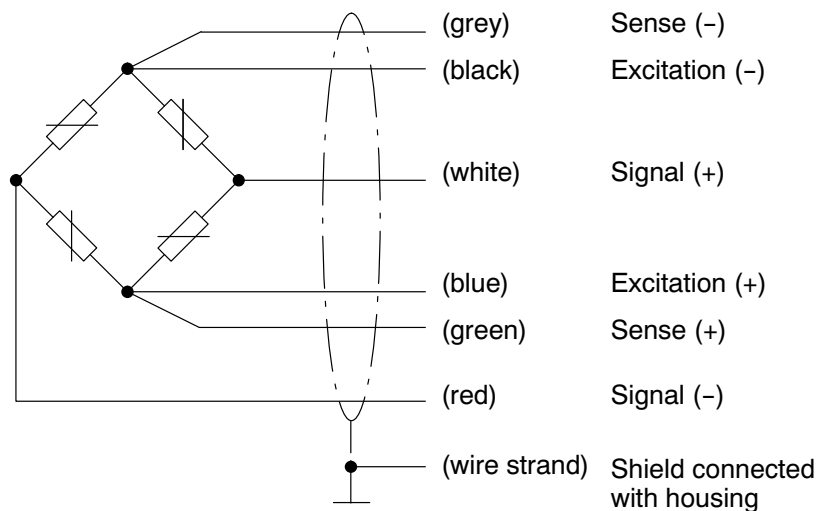 (grey) Sense (–)
(black) Excitation (–)
(white) Signal (+)
(blue) Excitation (+)
(green) Sense (+)
(red) Signal (–)
(wire strand) Shield connected
with housing